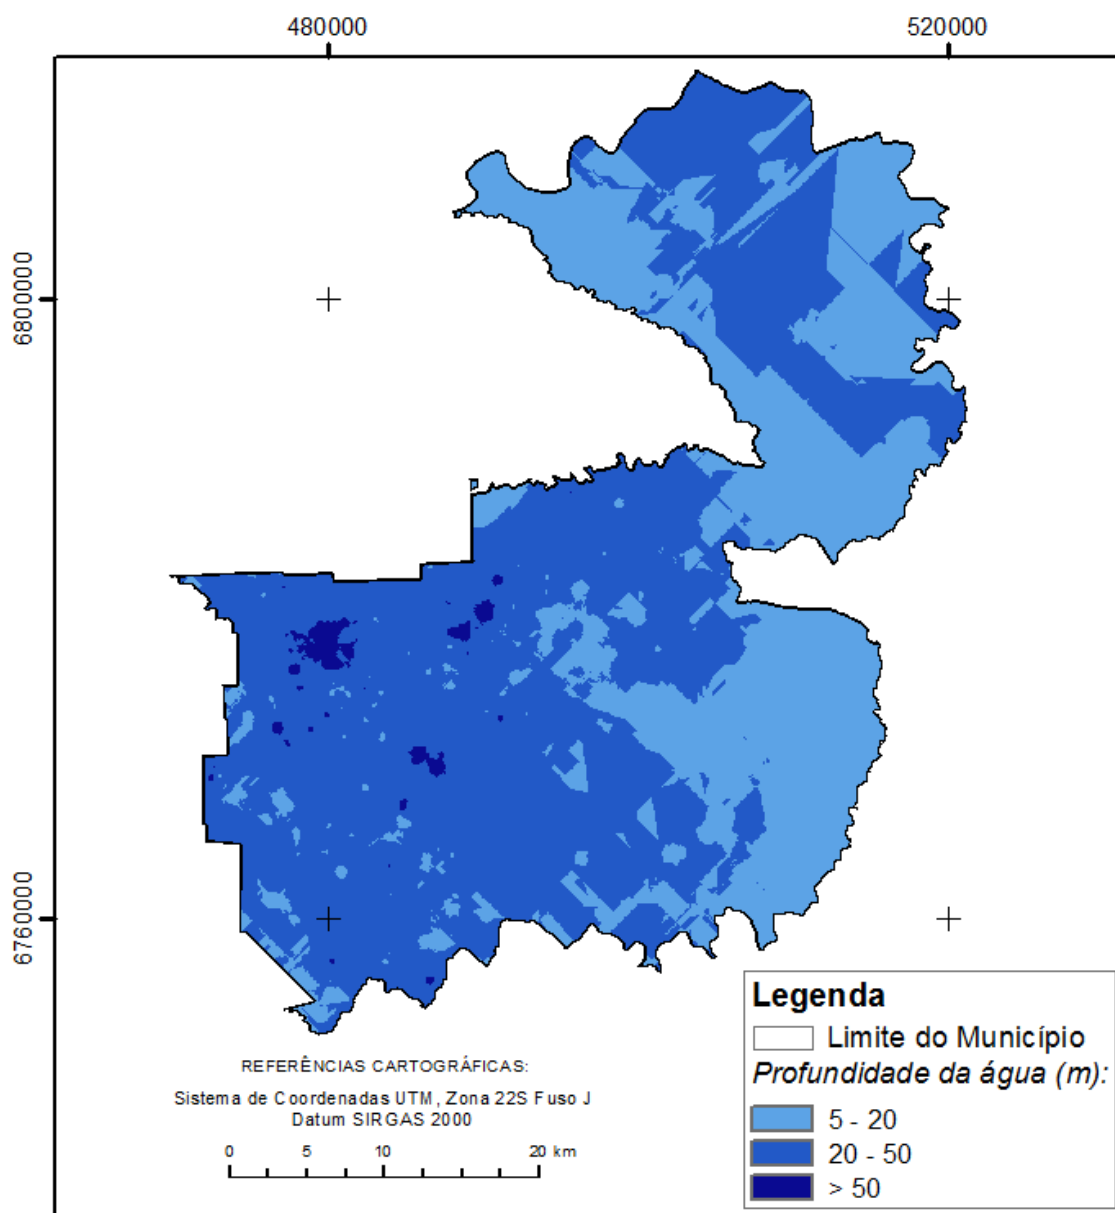 480000
520000
6800000
6760000
Legenda
Limite do Município
Profundidade da água (m):
5 - 20
20 - 50
> 50
REFERÊNCIAS CARTOGRÁFICAS:
Sistema de Coordenadas UTM, Zona 22S Fuso J
Datum SIRGAS 2000
0 5 10 20 km